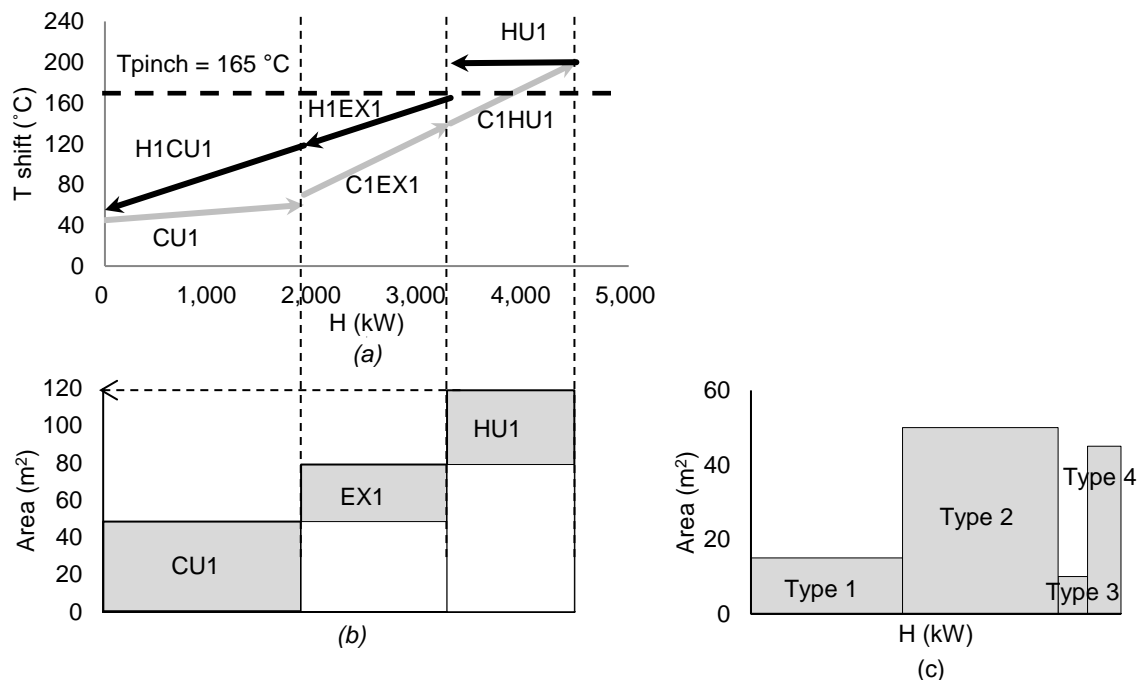 240
200
160
120
80
40
0
T shift (˚C)
Tpinch = 165 °C
HU1
H1EX1
C1HU1
H1CU1
C1EX1
CU1
0 1,000 2,000 3,000 4,000 5,000
H (kW)
(a)
120
100
80
60
40
20
0
Area (m²)
HU1
EX1
CU1
(b)
60
40
20
0
Area (m²)
Type 4
Type 2
Type 1
Type 3
H (kW)
(c)